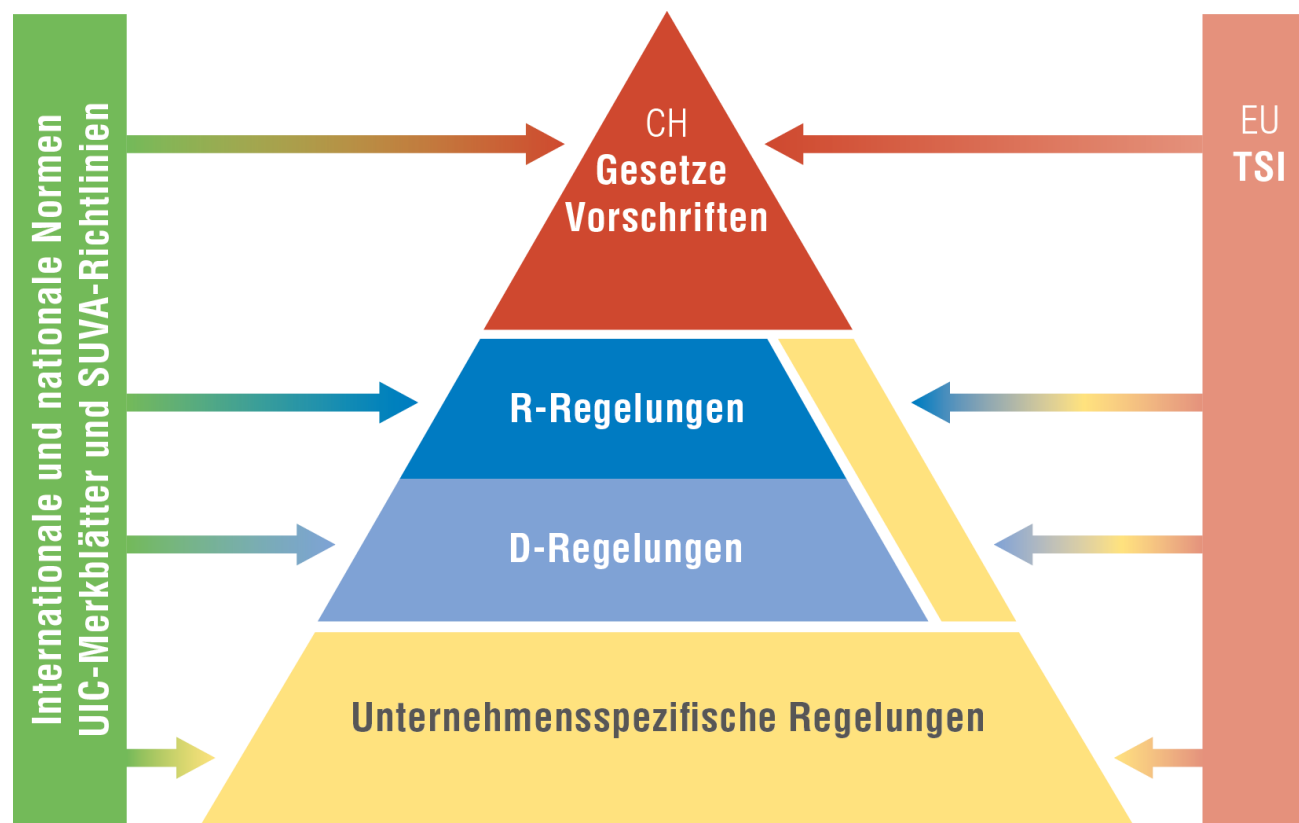 Internationale und nationale Normen
UIC-Merkblätter und SUVA-Richtlinien
CH
Gesetze
Vorschriften
EU
TSI
R-Regelungen
D-Regelungen
Unternehmensspezifische Regelungen